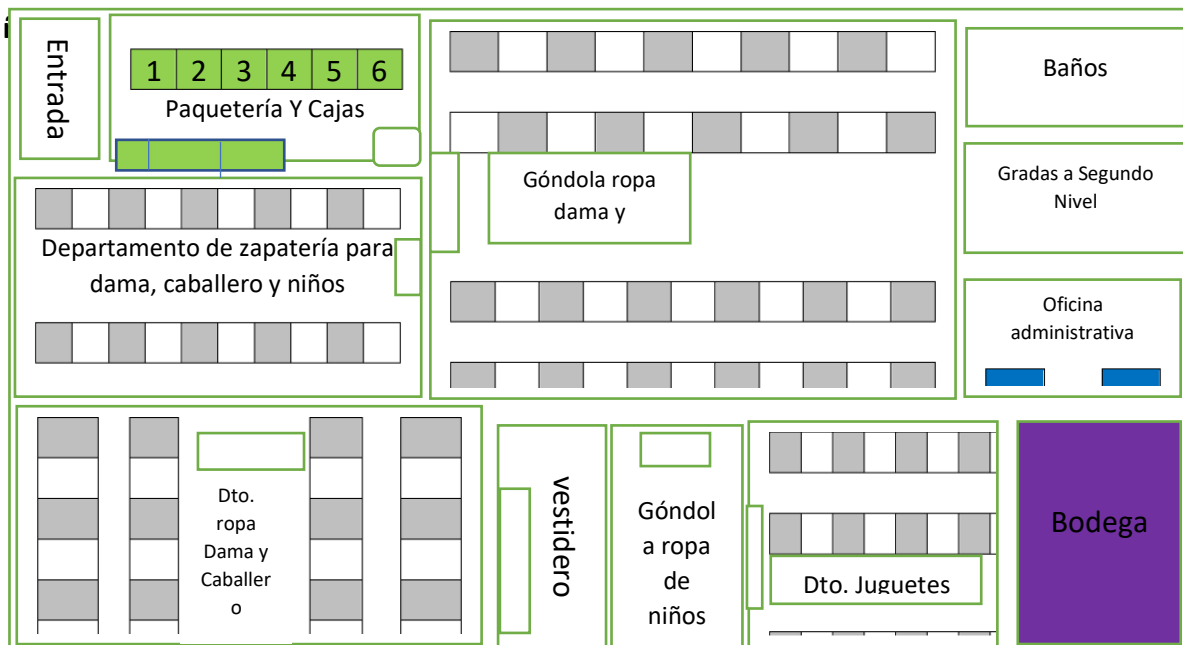 Entrada
1 2 3 4 5 6
Paquetería Y Cajas
Baños
Góndola ropa
dama y
Gradas a Segundo
Nivel
Departamento de zapatería para
dama, caballero y niños
Oficina
administrativa
Dto.
ropa
Dama y
Caballer
o
vestidero
Góndol
a ropa
de
niños
Dto. Juguetes
Bodega